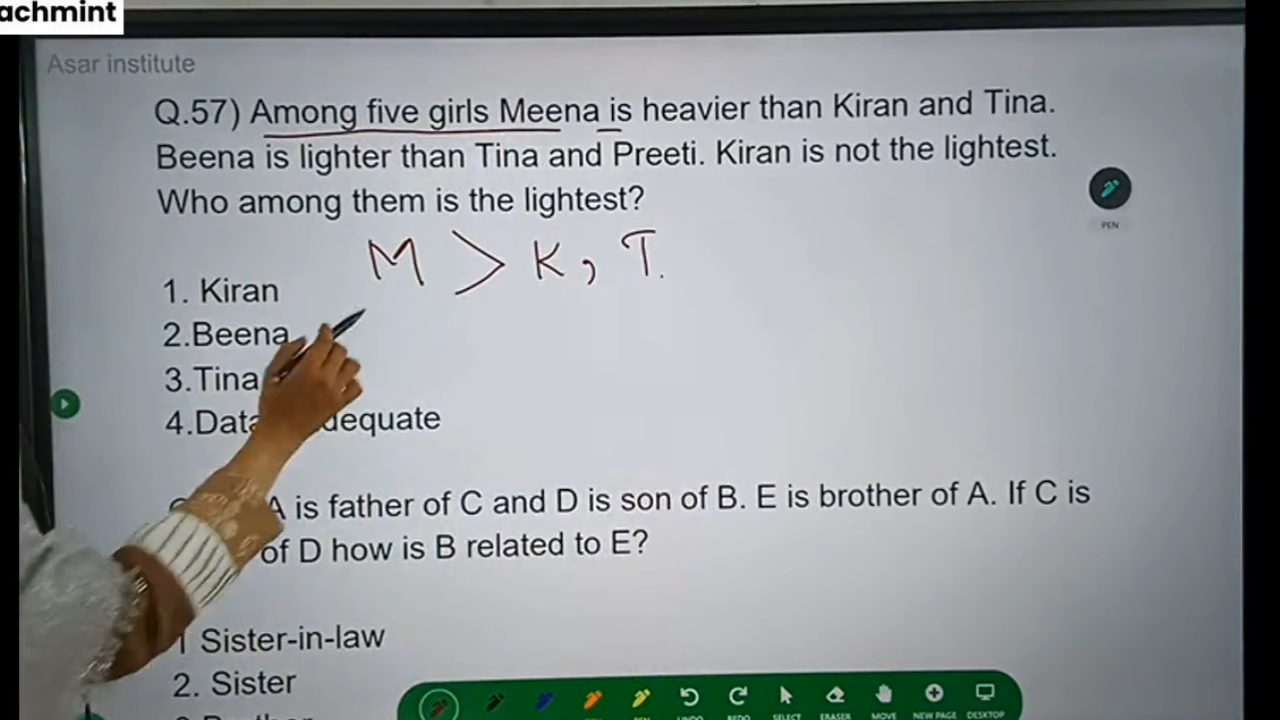 achmint
Asar institute
Q.57) Among five girls Meena is heavier than Kiran and Tina.
Beena is lighter than Tina and Preeti. Kiran is not the lightest.
Who among them is the lightest?
M > K, T.
PEN
1. Kiran
2.Beena
3.Tina
4.Data dequate
A is father of C and D is son of B. E is brother of A. If C is
of D how is B related to E?
1 Sister-in-law
2. Sister
SELECT ERASER MOVE NEW PAGE DESKTOP